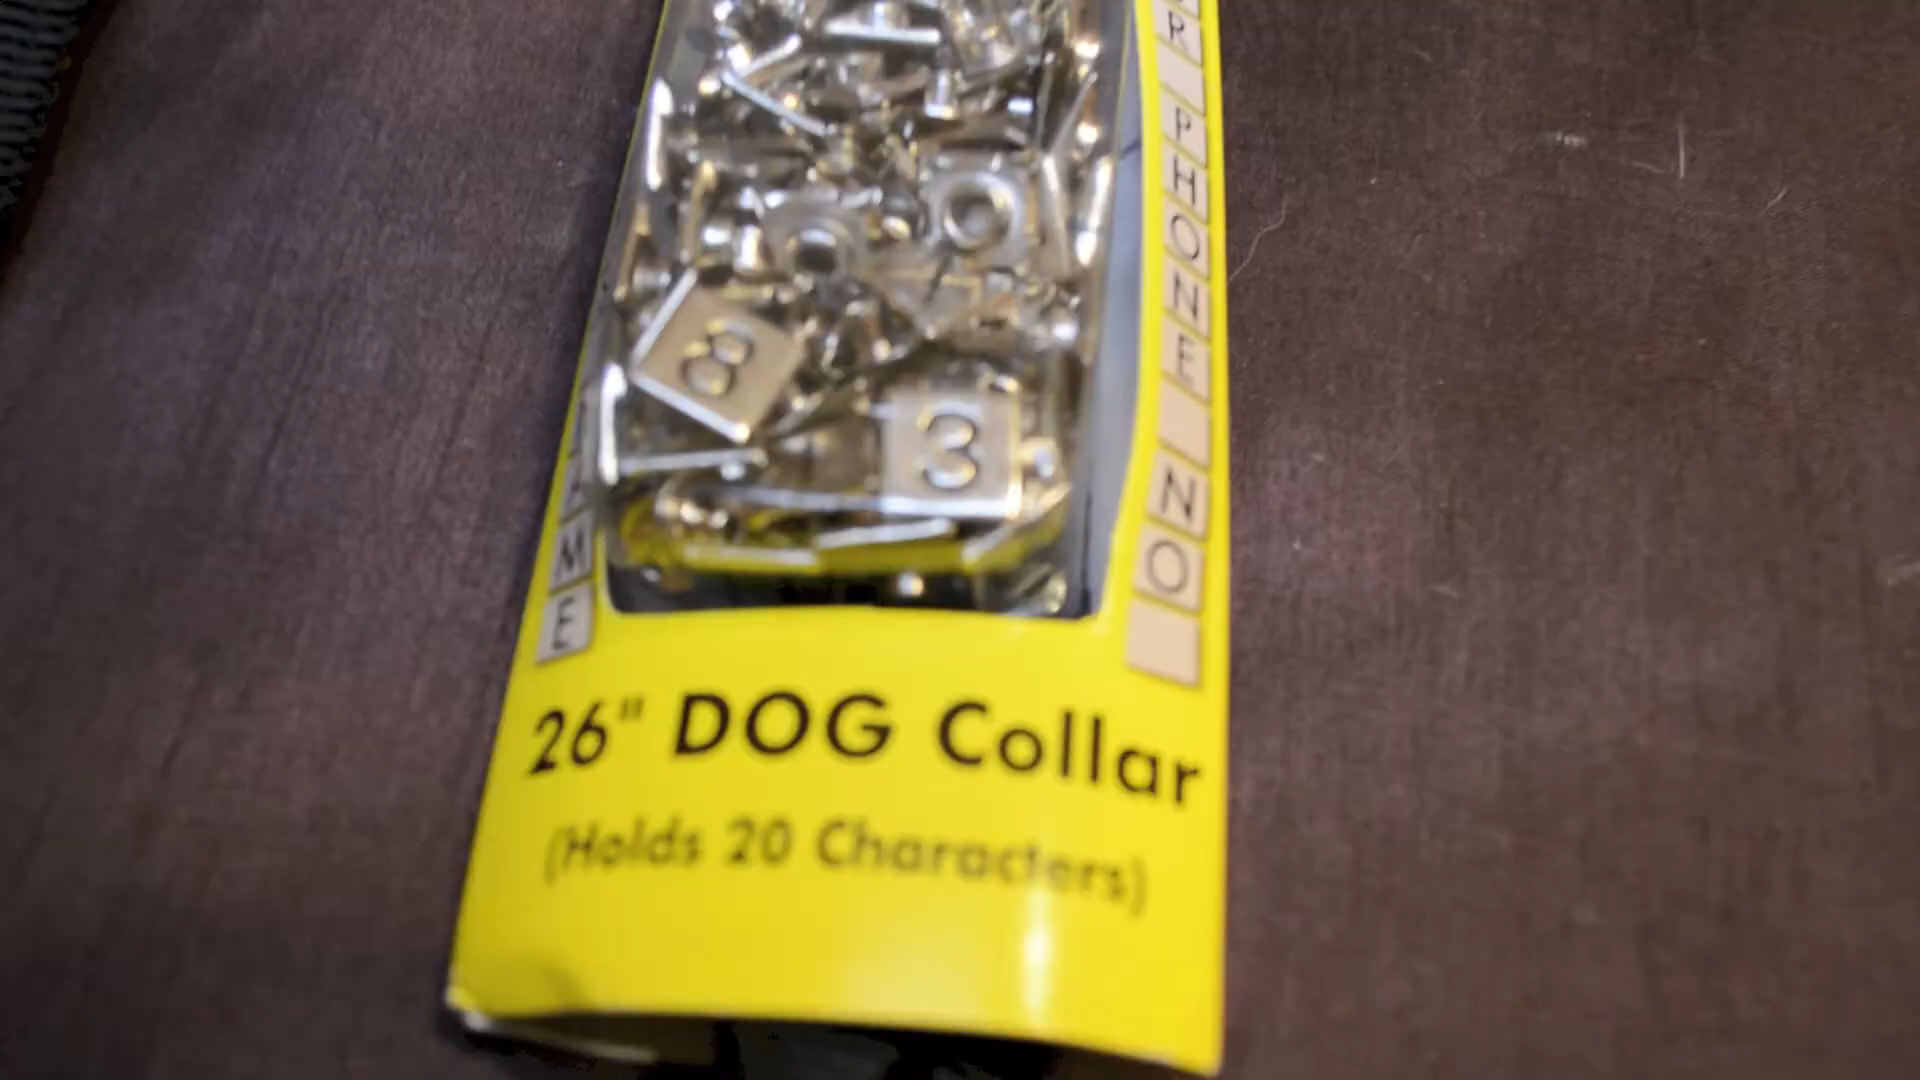 R PHONE NO
8
3
AME
26" DOG Collar
(Holds 20 Characters)